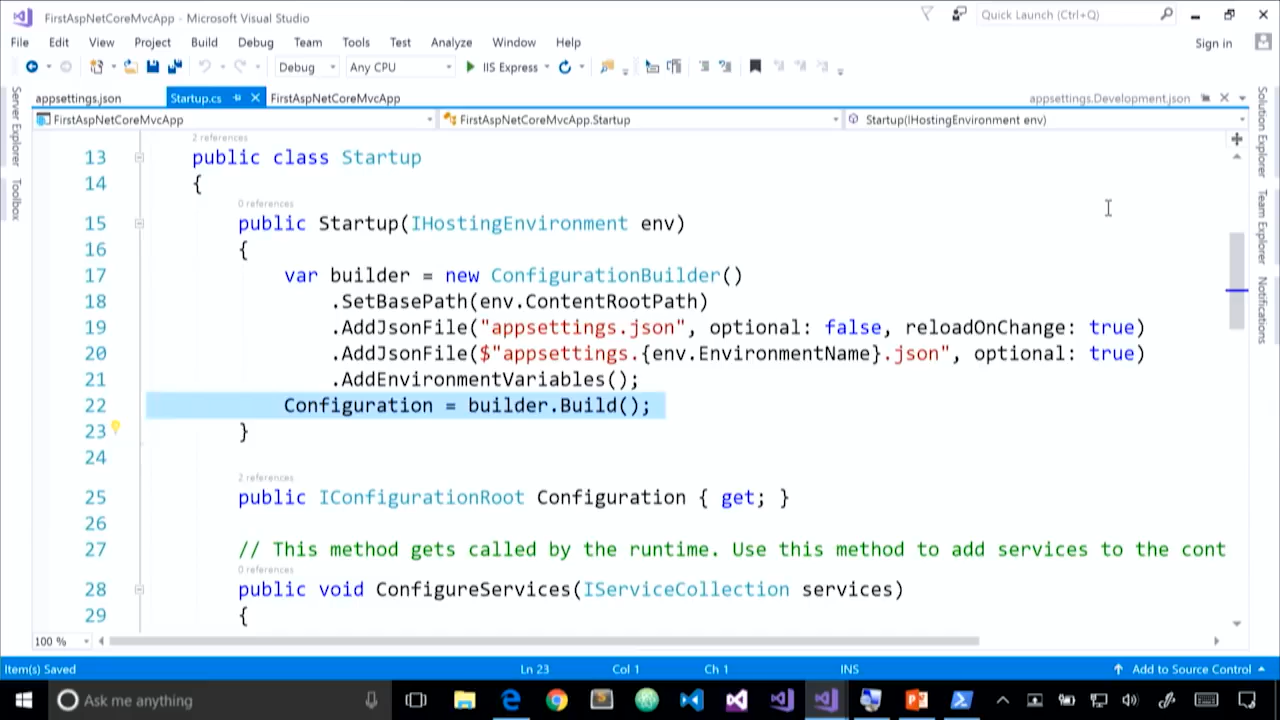 FirstAspNetCoreMvcApp - Microsoft Visual Studio
Quick Launch (Ctrl+Q)
File Edit View Project Build Debug Team Tools Test Analyze Window Help
Sign in
Debug Any CPU IIS Express
appsettings.json Startup.cs FirstAspNetCoreMvcApp appsettings.Development.json
FirstAspNetCoreMvcApp FirstAspNetCoreMvcApp.Startup Startup(IHostingEnvironment env)
Server Explorer
Toolbox
Solution Explorer
Team Explorer
Notifications
2 references
13 public class Startup
14 {
0 references
15 public Startup(IHostingEnvironment env)
16 {
17 var builder = new ConfigurationBuilder()
18 .SetBasePath(env.ContentRootPath)
19 .AddJsonFile("appsettings.json", optional: false, reloadOnChange: true)
20 .AddJsonFile($"appsettings.{env.EnvironmentName}.json", optional: true)
21 .AddEnvironmentVariables();
22 Configuration = builder.Build();
23 }
24
2 references
25 public IConfigurationRoot Configuration { get; }
26
27 // This method gets called by the runtime. Use this method to add services to the cont
0 references
28 public void ConfigureServices(IServiceCollection services)
29 {
100 %
Item(s) Saved Ln 23 Col 1 Ch 1 INS Add to Source Control
Ask me anything